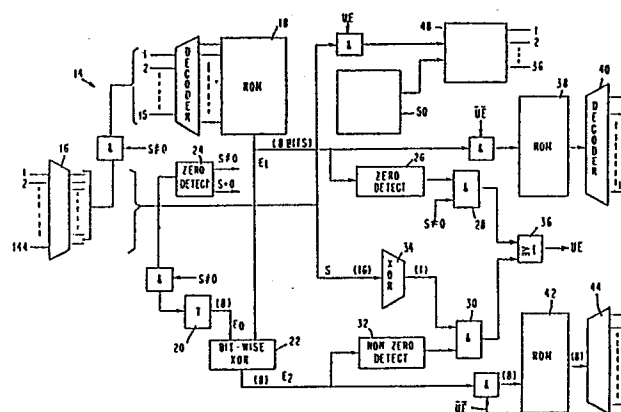 UE
48
1
2
36
&
SQ
14
1
2
15
DECODER
18
ROM
16
1
2
144
&
S≠0
24
ZERO DETECT
S≠0
S=0
E1
(8 BITS)
UE
&
38
ROM
40
DECODER
26
ZERO DETECT
&
28
S≠0
36
UE
34
S
(16)
XOR
(1)
&
S≠0
T
(8)
20
E0
22
BIT-WISE XOR
(8)
E2
32
NON ZERO DETECT
30
&
&
UE
(8)
42
ROM
(8)
44